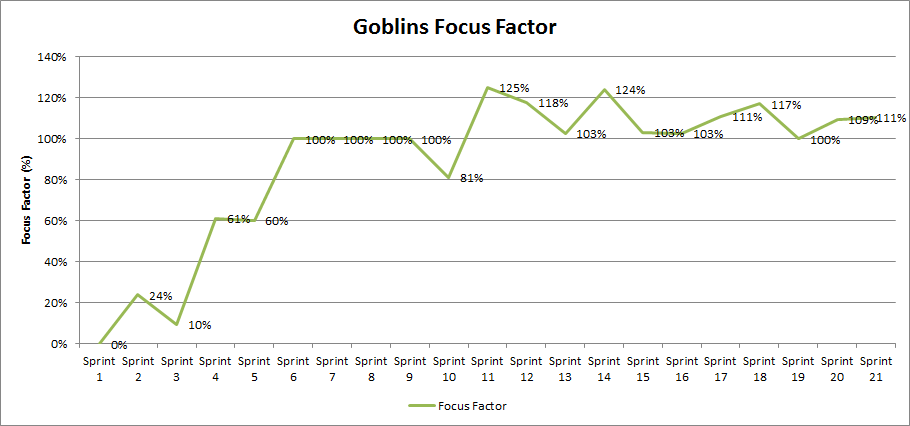 Goblins Focus Factor
Focus Factor (%)
140%
120%
100%
80%
60%
40%
20%
0%
0%
24%
10%
61%
60%
100%
100%
100%
100%
81%
125%
118%
103%
124%
103%
103%
111%
117%
100%
109%
111%
Sprint 1
Sprint 2
Sprint 3
Sprint 4
Sprint 5
Sprint 6
Sprint 7
Sprint 8
Sprint 9
Sprint 10
Sprint 11
Sprint 12
Sprint 13
Sprint 14
Sprint 15
Sprint 16
Sprint 17
Sprint 18
Sprint 19
Sprint 20
Sprint 21
Focus Factor